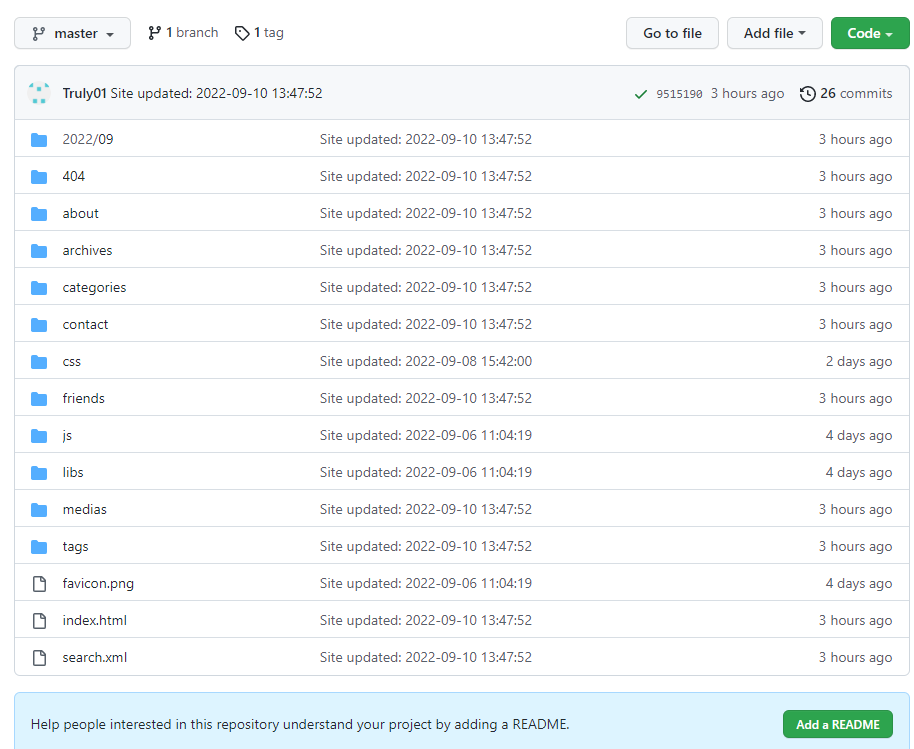 master 1 branch 1 tag Go to file Add file Code
Truly01 Site updated: 2022-09-10 13:47:52 9515190 3 hours ago 26 commits
2022/09 Site updated: 2022-09-10 13:47:52 3 hours ago
404 Site updated: 2022-09-10 13:47:52 3 hours ago
about Site updated: 2022-09-10 13:47:52 3 hours ago
archives Site updated: 2022-09-10 13:47:52 3 hours ago
categories Site updated: 2022-09-10 13:47:52 3 hours ago
contact Site updated: 2022-09-10 13:47:52 3 hours ago
css Site updated: 2022-09-08 15:42:00 2 days ago
friends Site updated: 2022-09-10 13:47:52 3 hours ago
js Site updated: 2022-09-06 11:04:19 4 days ago
libs Site updated: 2022-09-06 11:04:19 4 days ago
medias Site updated: 2022-09-10 13:47:52 3 hours ago
tags Site updated: 2022-09-10 13:47:52 3 hours ago
favicon.png Site updated: 2022-09-06 11:04:19 4 days ago
index.html Site updated: 2022-09-10 13:47:52 3 hours ago
search.xml Site updated: 2022-09-10 13:47:52 3 hours ago
Help people interested in this repository understand your project by adding a README. Add a README